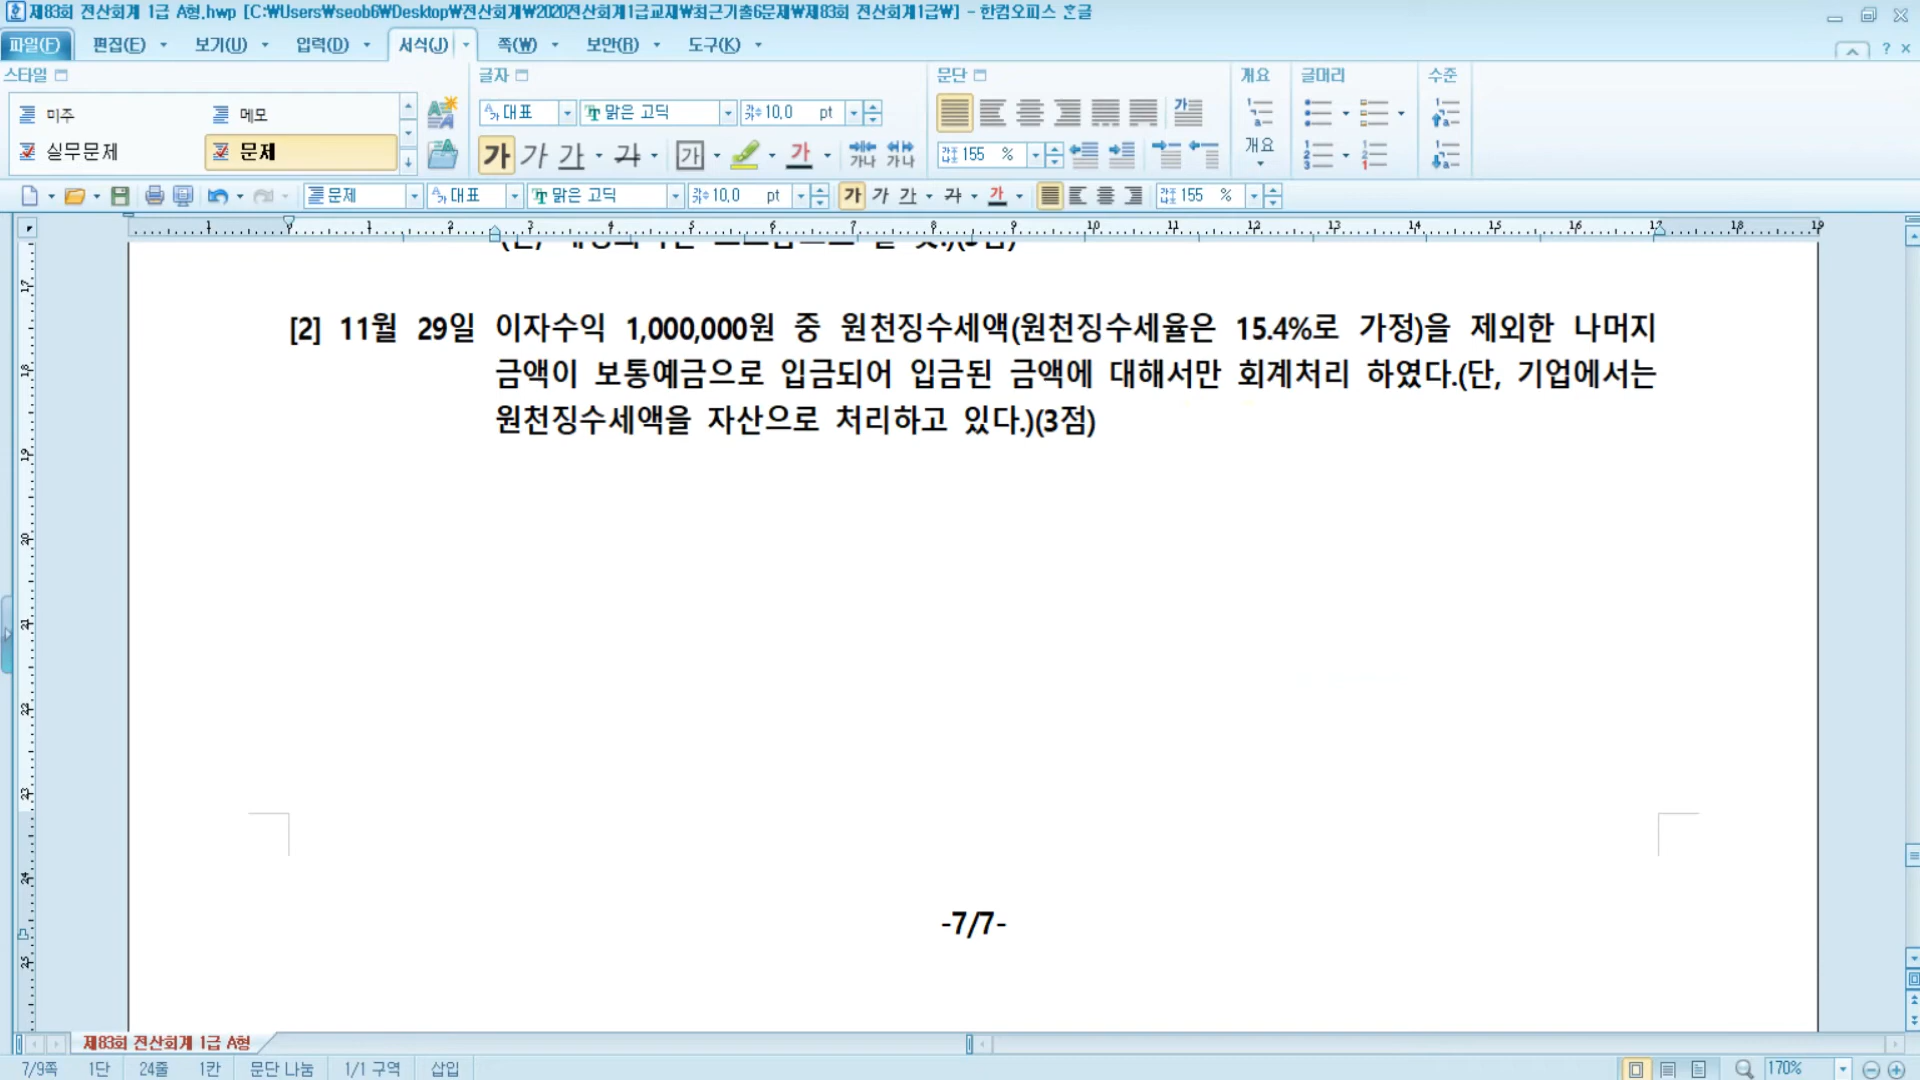 제83회 전산회계 1급 A형.hwp [C:₩Users₩seob6₩Desktop₩전산회계₩2020전산회계1급교재₩최근기출6문제₩제83회 전산회계1급₩] - 한컴오피스 한글
파일(F) 편집(E) 보기(U) 입력(D) 서식(J) 쪽(W) 보안(R) 도구(K) ? ×
스타일 글자 문단 개요 글머리 수준
미주 메모 대표 맑은 고딕 10.0 pt
실무문제 문제 가 가 가 가 가 가 155 % 개요
문제 대표 맑은 고딕 10.0 pt 가 가 가 가 가 155 %
[2] 11월 29일 이자수익 1,000,000원 중 원천징수세액(원천징수세율은 15.4%로 가정)을 제외한 나머지
금액이 보통예금으로 입금되어 입금된 금액에 대해서만 회계처리 하였다.(단, 기업에서는
원천징수세액을 자산으로 처리하고 있다.)(3점)
-7/7-
제83회 전산회계 1급 A형
7/9쪽 1단 24줄 1칸 문단 나눔 1/1 구역 삽입 170%